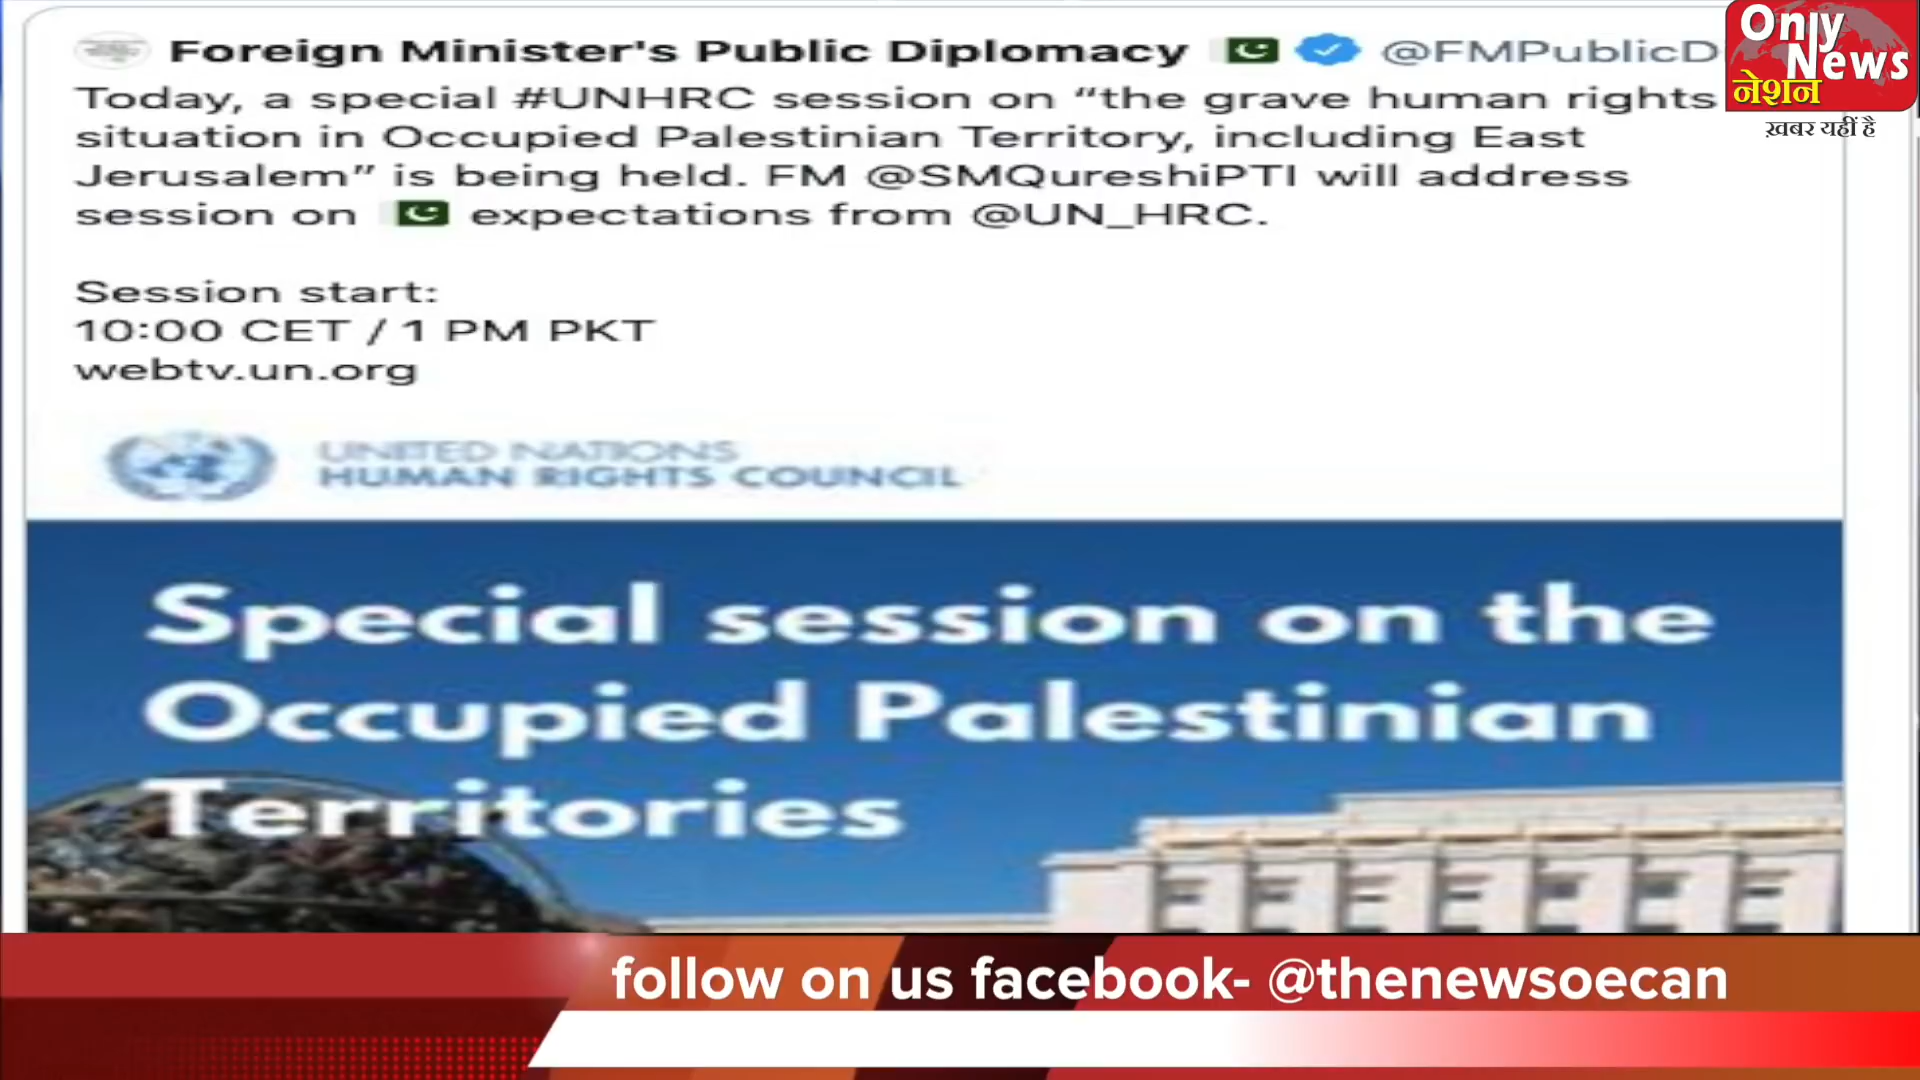 Foreign Minister's Public Diplomacy @FMPublicD
Today, a special #UNHRC session on “the grave human rights
situation in Occupied Palestinian Territory, including East
Jerusalem” is being held. FM @SMQureshiPTI will address
session on expectations from @UN_HRC.
Session start:
10:00 CET / 1 PM PKT
webtv.un.org
UNITED NATIONS
HUMAN RIGHTS COUNCIL
Special session on the
Occupied Palestinian
Territories
Only
News
नेशन
ख़बर यहीं है
follow on us facebook- @thenewsoecan